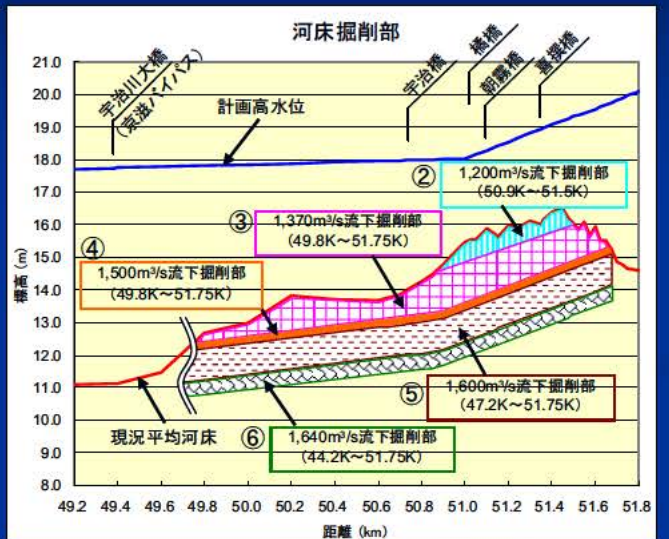 河床掘削部
宇治川大橋
(京滋バイパス)
宇治橋
橘橋
朝霧橋
喜撰橋
計画高水位
②
1,200m³/s流下掘削部
(50.9K～51.5K)
③
1,370m³/s流下掘削部
(49.8K～51.75K)
④
1,500m³/s流下掘削部
(49.8K～51.75K)
⑤
1,600m³/s流下掘削部
(47.2K～51.75K)
⑥
1,640m³/s流下掘削部
(44.2K～51.75K)
現況平均河床
標高(m)
21.0
20.0
19.0
18.0
17.0
16.0
15.0
14.0
13.0
12.0
11.0
10.0
9.0
8.0
49.2 49.4 49.6 49.8 50.0 50.2 50.4 50.6 50.7 50.9 51.0 51.2 51.3 51.5 51.6 51.8
距離 (km)